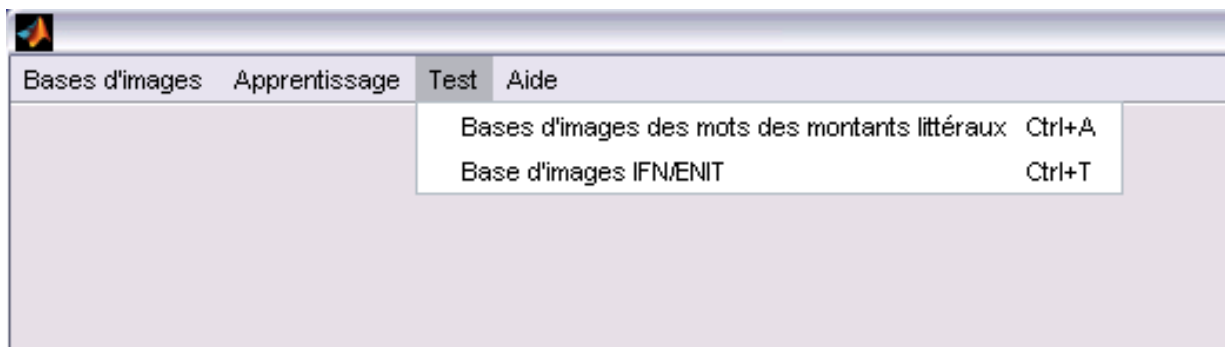 Bases d'images Apprentissage Test Aide
Bases d'images des mots des montants littéraux Ctrl+A
Base d'images IFN/ENIT Ctrl+T